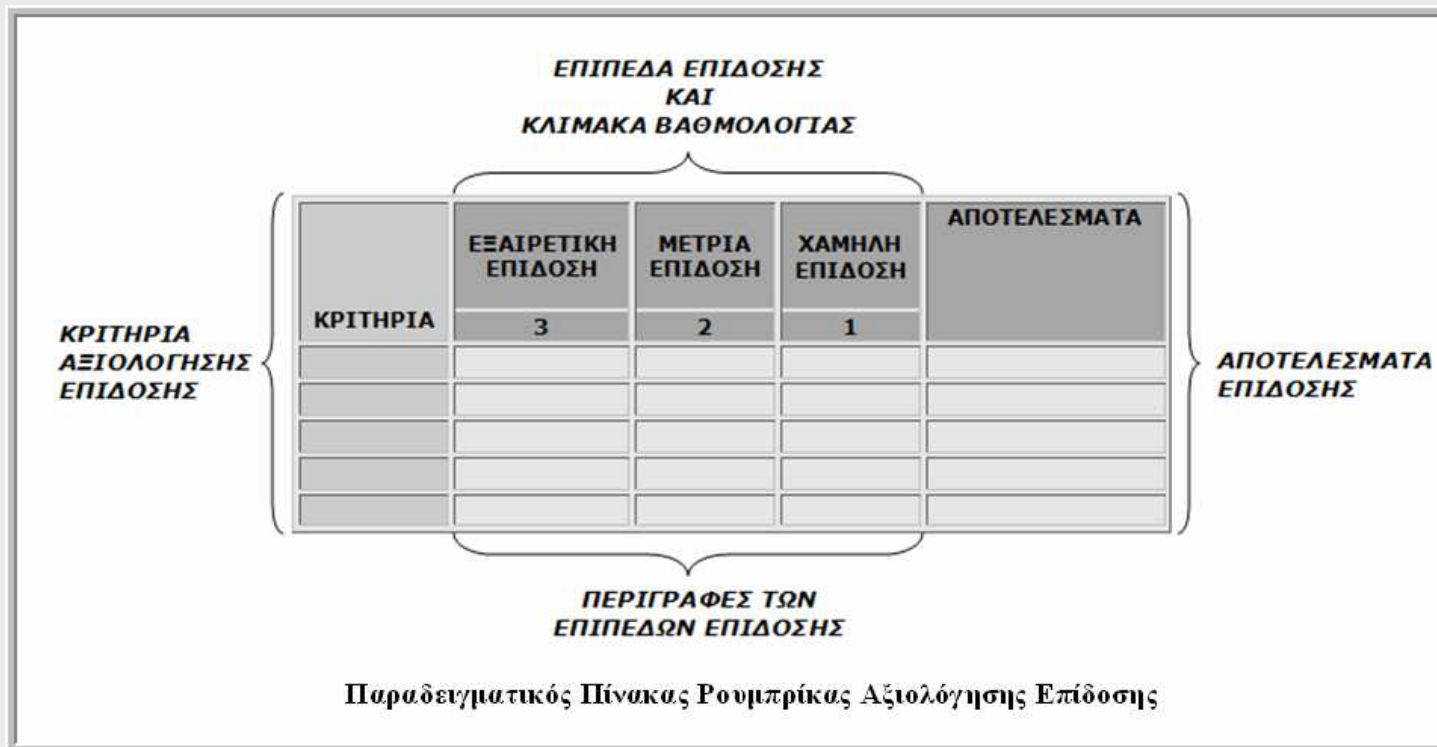 ΕΠΙΠΕΔΑ ΕΠΙΔΟΣΗΣ
ΚΑΙ
ΚΛΙΜΑΚΑ ΒΑΘΜΟΛΟΓΙΑΣ
ΚΡΙΤΗΡΙΑ
ΑΞΙΟΛΟΓΗΣΗΣ
ΕΠΙΔΟΣΗΣ
ΚΡΙΤΗΡΙΑ
ΕΞΑΙΡΕΤΙΚΗ
ΕΠΙΔΟΣΗ
3
ΜΕΤΡΙΑ
ΕΠΙΔΟΣΗ
2
ΧΑΜΗΛΗ
ΕΠΙΔΟΣΗ
1
ΑΠΟΤΕΛΕΣΜΑΤΑ
ΑΠΟΤΕΛΕΣΜΑΤΑ
ΕΠΙΔΟΣΗΣ
ΠΕΡΙΓΡΑΦΕΣ ΤΩΝ
ΕΠΙΠΕΔΩΝ ΕΠΙΔΟΣΗΣ
Παραδειγματικός Πίνακας Ρουμπρίκας Αξιολόγησης Επίδοσης